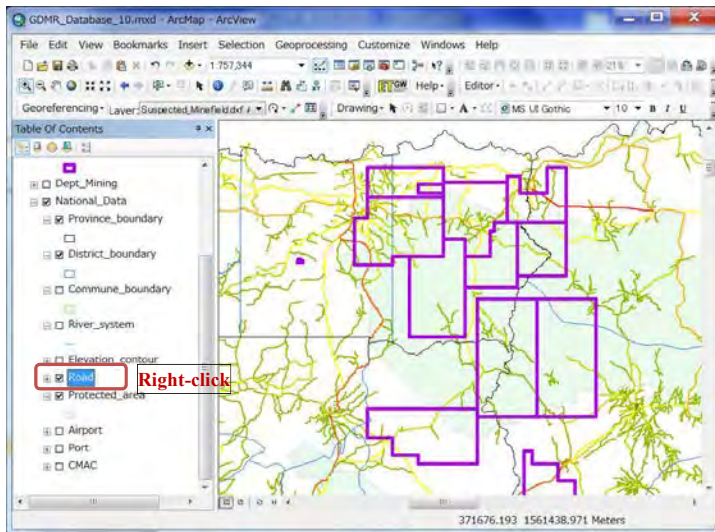 GDMR_Database_10.mxd - ArcMap - ArcView
File Edit View Bookmarks Insert Selection Geoprocessing Customize Windows Help
1:757,344
Help Editor
Georeferencing Layer: Suspected_Minefield.dxf Drawing A MS UI Gothic 10 B I U
Table Of Contents
Dept_Mining
National_Data
Province_boundary
District_boundary
Commune_boundary
River_system
Elevation_contour
Road Right-click
Protected_area
Airport
Port
CMAC
371676.193 1561438.971 Meters